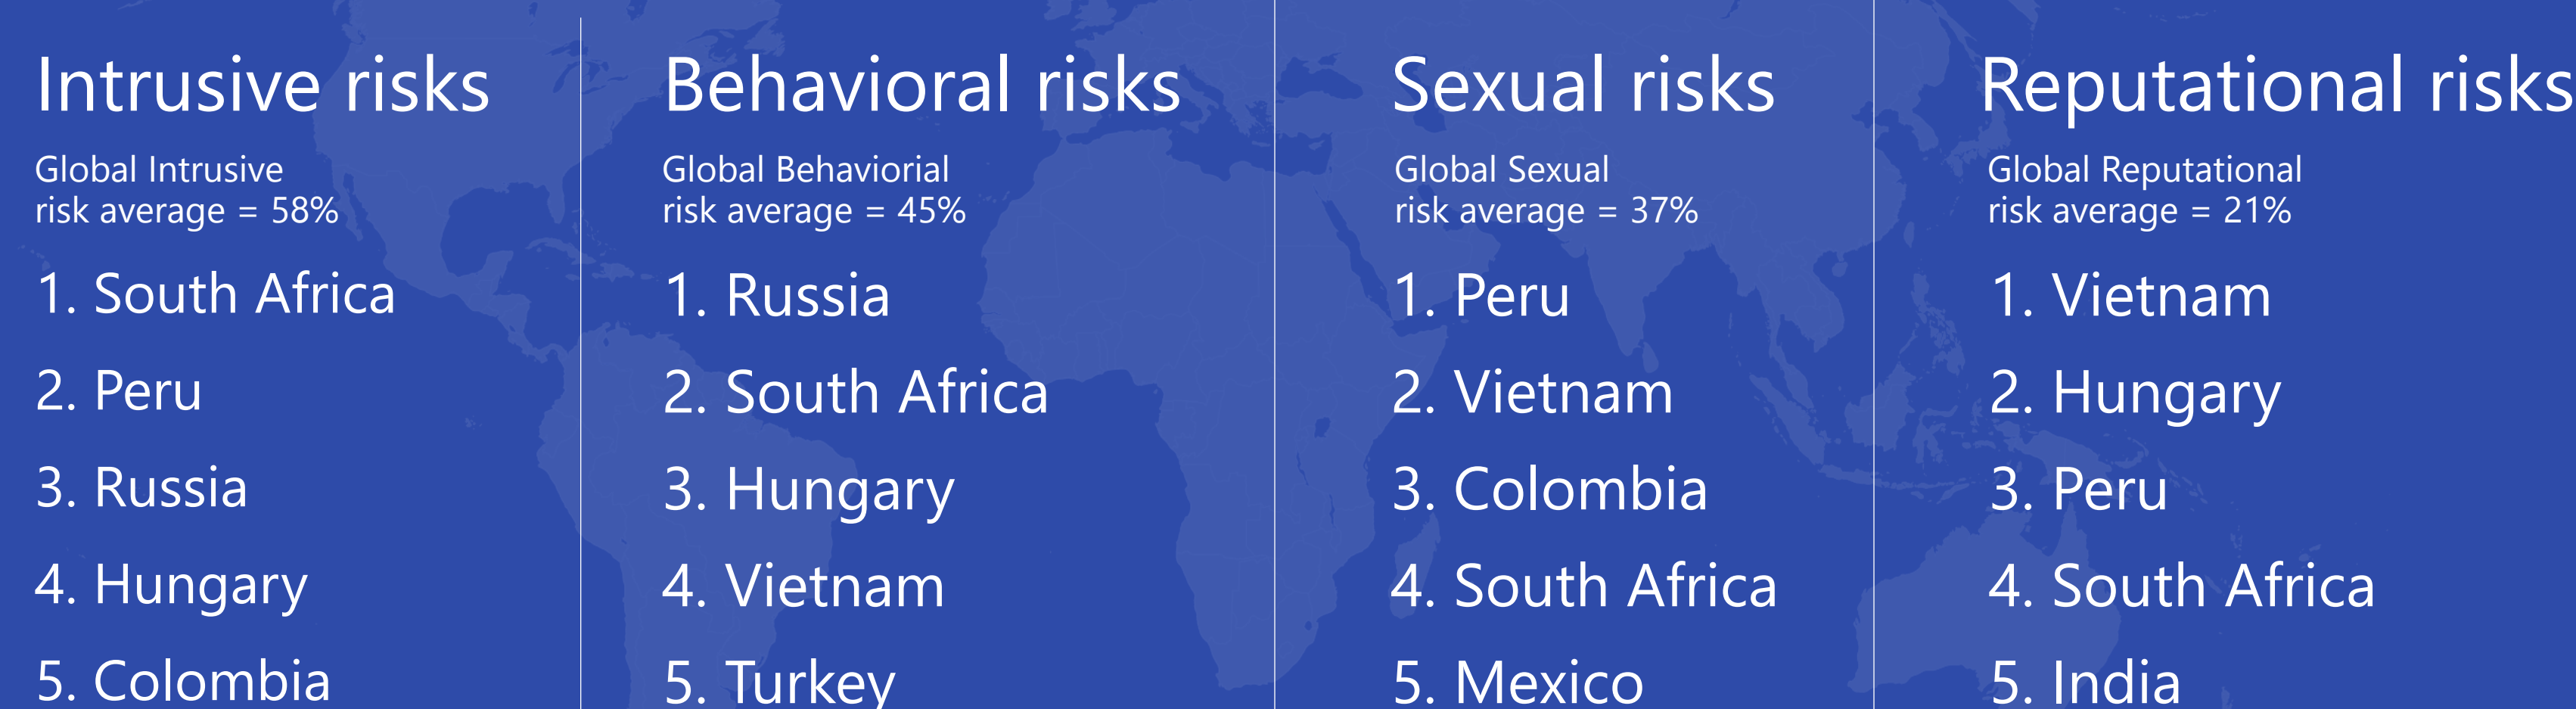 Intrusive risks
Global Intrusive
risk average = 58%
1. South Africa
2. Peru
3. Russia
4. Hungary
5. Colombia
Behavioral risks
Global Behaviorial
risk average = 45%
1. Russia
2. South Africa
3. Hungary
4. Vietnam
5. Turkey
Sexual risks
Global Sexual
risk average = 37%
1. Peru
2. Vietnam
3. Colombia
4. South Africa
5. Mexico
Reputational risks
Global Reputational
risk average = 21%
1. Vietnam
2. Hungary
3. Peru
4. South Africa
5. India